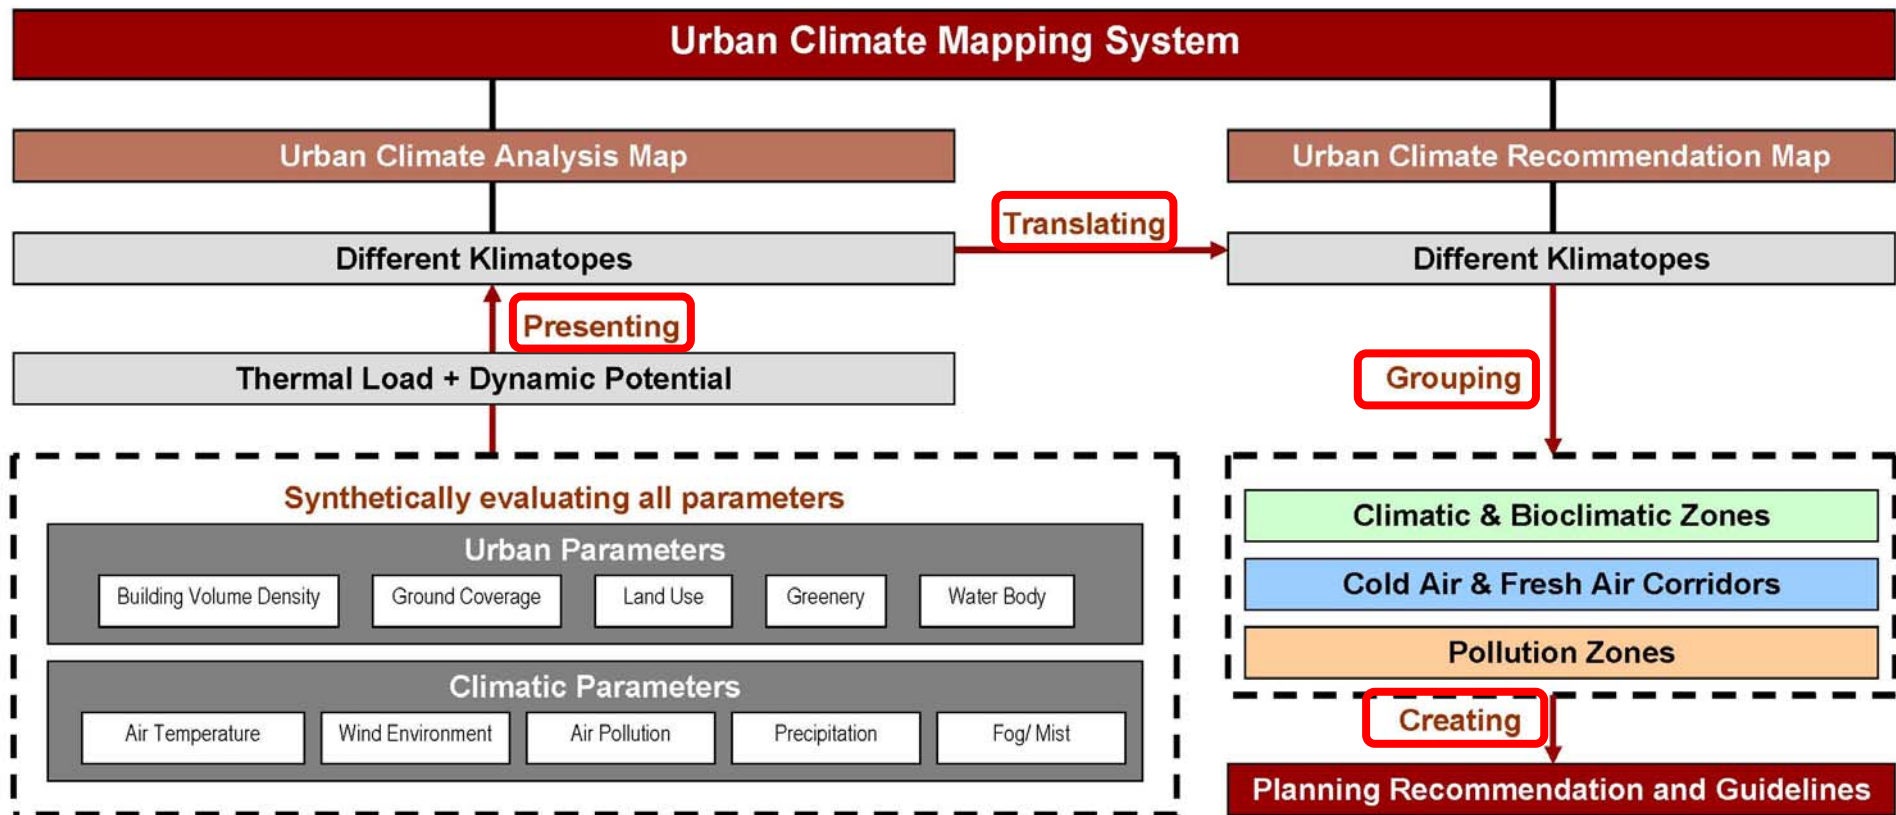 Urban Climate Mapping System
Urban Climate Analysis Map
Urban Climate Recommendation Map
Translating
Different Klimatopes
Different Klimatopes
Presenting
Thermal Load + Dynamic Potential
Grouping
Synthetically evaluating all parameters
Urban Parameters
Building Volume Density
Ground Coverage
Land Use
Greenery
Water Body
Climatic Parameters
Air Temperature
Wind Environment
Air Pollution
Precipitation
Fog/ Mist
Climatic & Bioclimatic Zones
Cold Air & Fresh Air Corridors
Pollution Zones
Creating
Planning Recommendation and Guidelines